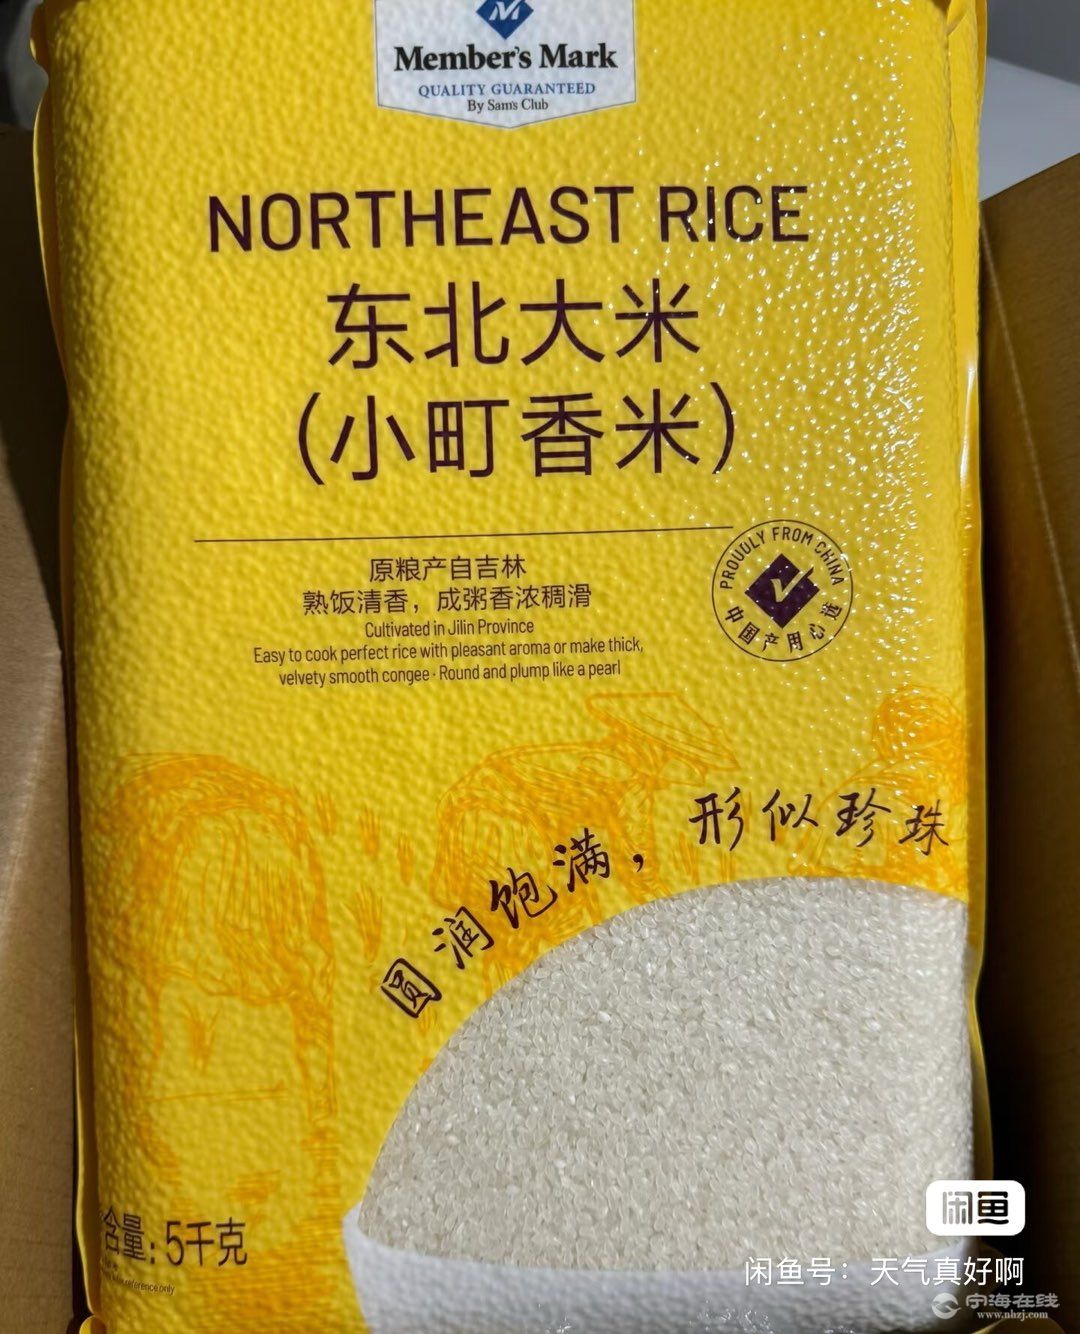 Member's Mark
QUALITY GUARANTEED
By Sam's Club
NORTHEAST RICE
东北大米
(小町香米)
原粮产自吉林
熟饭清香，成粥香浓稠滑
Cultivated in Jilin Province
Easy to cook perfect rice with pleasant aroma or make thick,
velvety smooth congee · Round and plump like a pearl
PROUDLY FROM CHINA
中国产用心选
圆润饱满，形似珍珠
含量：5千克
reference only
闲鱼
闲鱼号：天气真好啊
宁海在线
www.nhzj.com